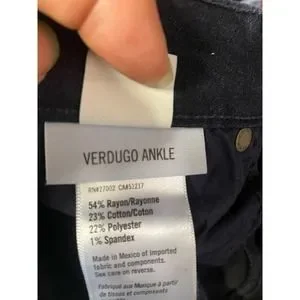 VERDUGO ANKLE
RN#27002 CA#51217
54% Rayon/Rayonne
23% Cotton/Coton
22% Polyester
1% Spandex
Made in Mexico of imported
fabric and components.
See care on reverse.
Fabriqué aux Mexique à partir
de tissus et composants